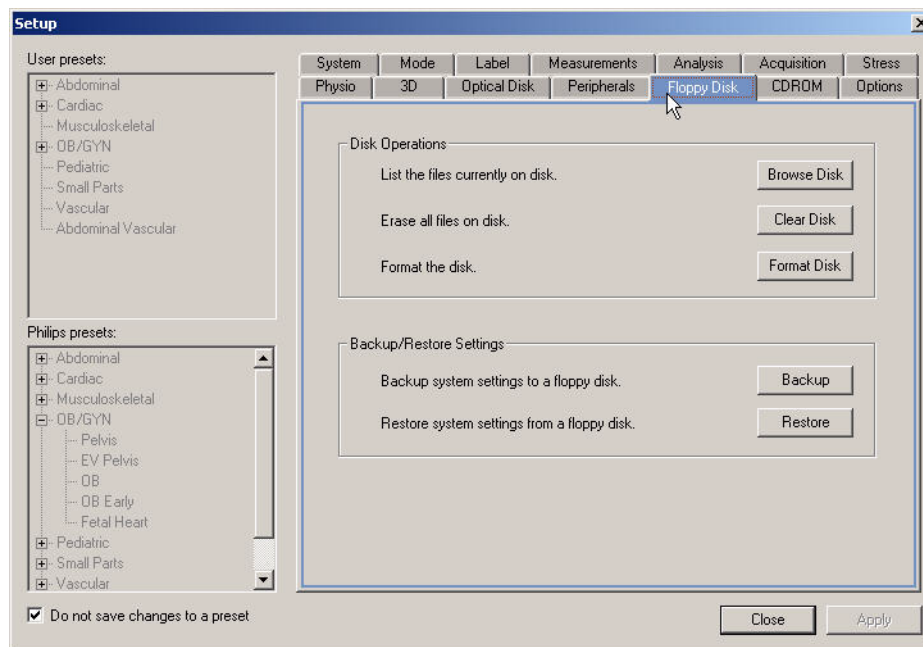 Setup
User presets:
Abdominal
Cardiac
Musculoskeletal
OB/GYN
Pediatric
Small Parts
Vascular
Abdominal Vascular
Philips presets:
Abdominal
Cardiac
Musculoskeletal
OB/GYN
Pelvis
EV Pelvis
OB
OB Early
Fetal Heart
Pediatric
Small Parts
Vascular
Do not save changes to a preset
System Mode Label Measurements Analysis Acquisition Stress
Physio 3D Optical Disk Peripherals Floppy Disk CDROM Options
Disk Operations
List the files currently on disk. Browse Disk
Erase all files on disk. Clear Disk
Format the disk. Format Disk
Backup/Restore Settings
Backup system settings to a floppy disk. Backup
Restore system settings from a floppy disk. Restore
Close Apply